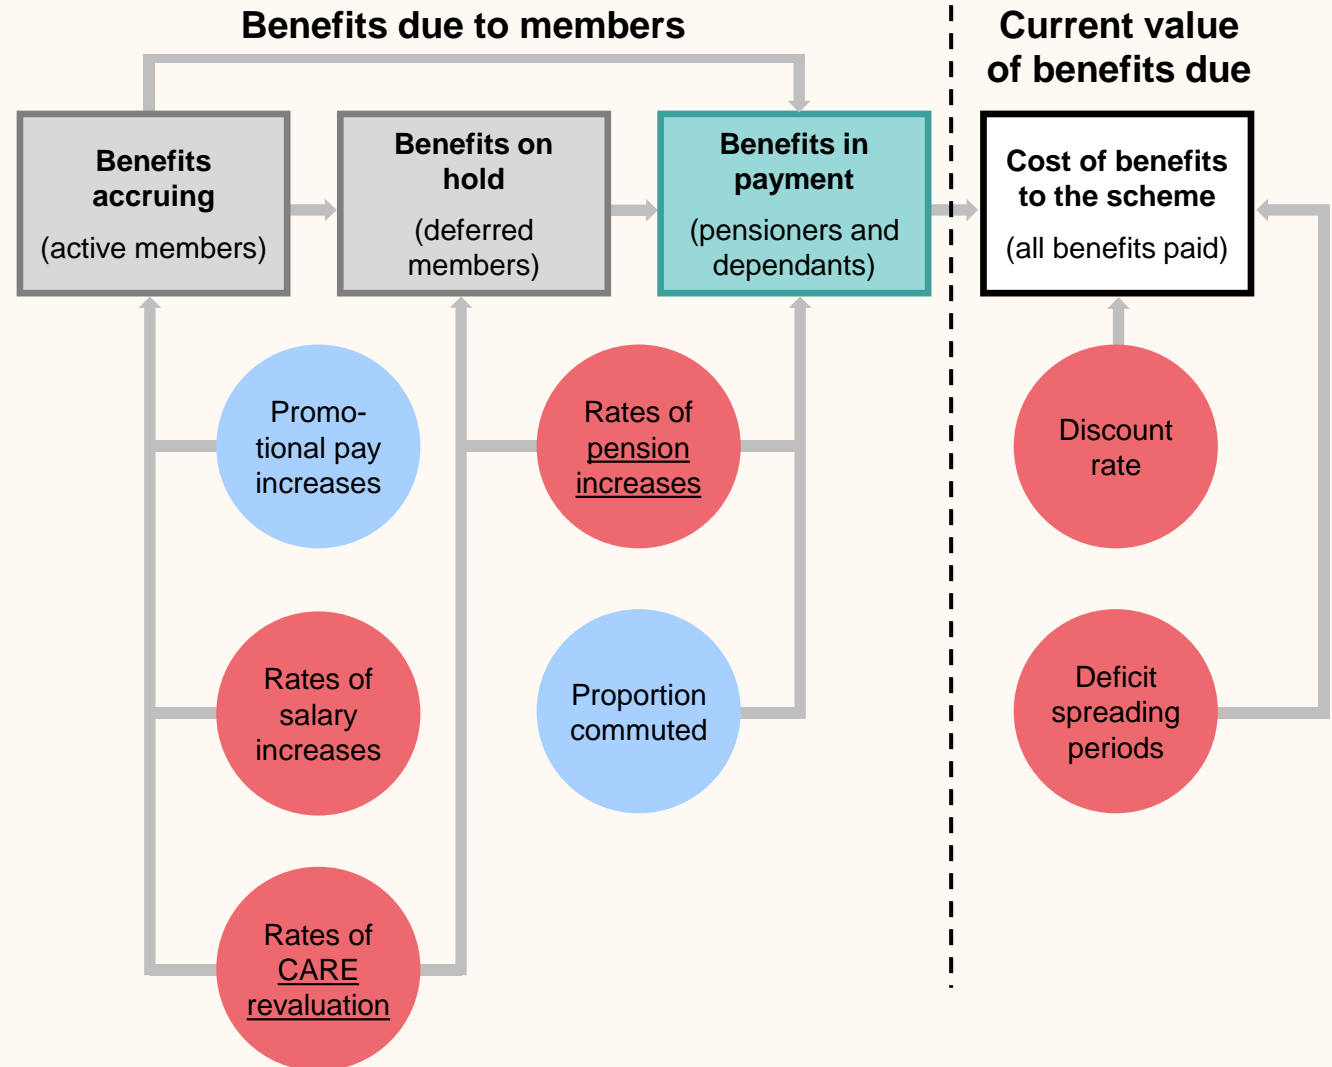 Benefits due to members
Current value
of benefits due
Benefits
accruing
(active members)
Benefits on
hold
(deferred
members)
Benefits in
payment
(pensioners and
dependants)
Cost of benefits
to the scheme
(all benefits paid)
Promo-
tional pay
increases
Rates of
pension
increases
Discount
rate
Rates of
salary
increases
Proportion
commuted
Deficit
spreading
periods
Rates of
CARE
revaluation